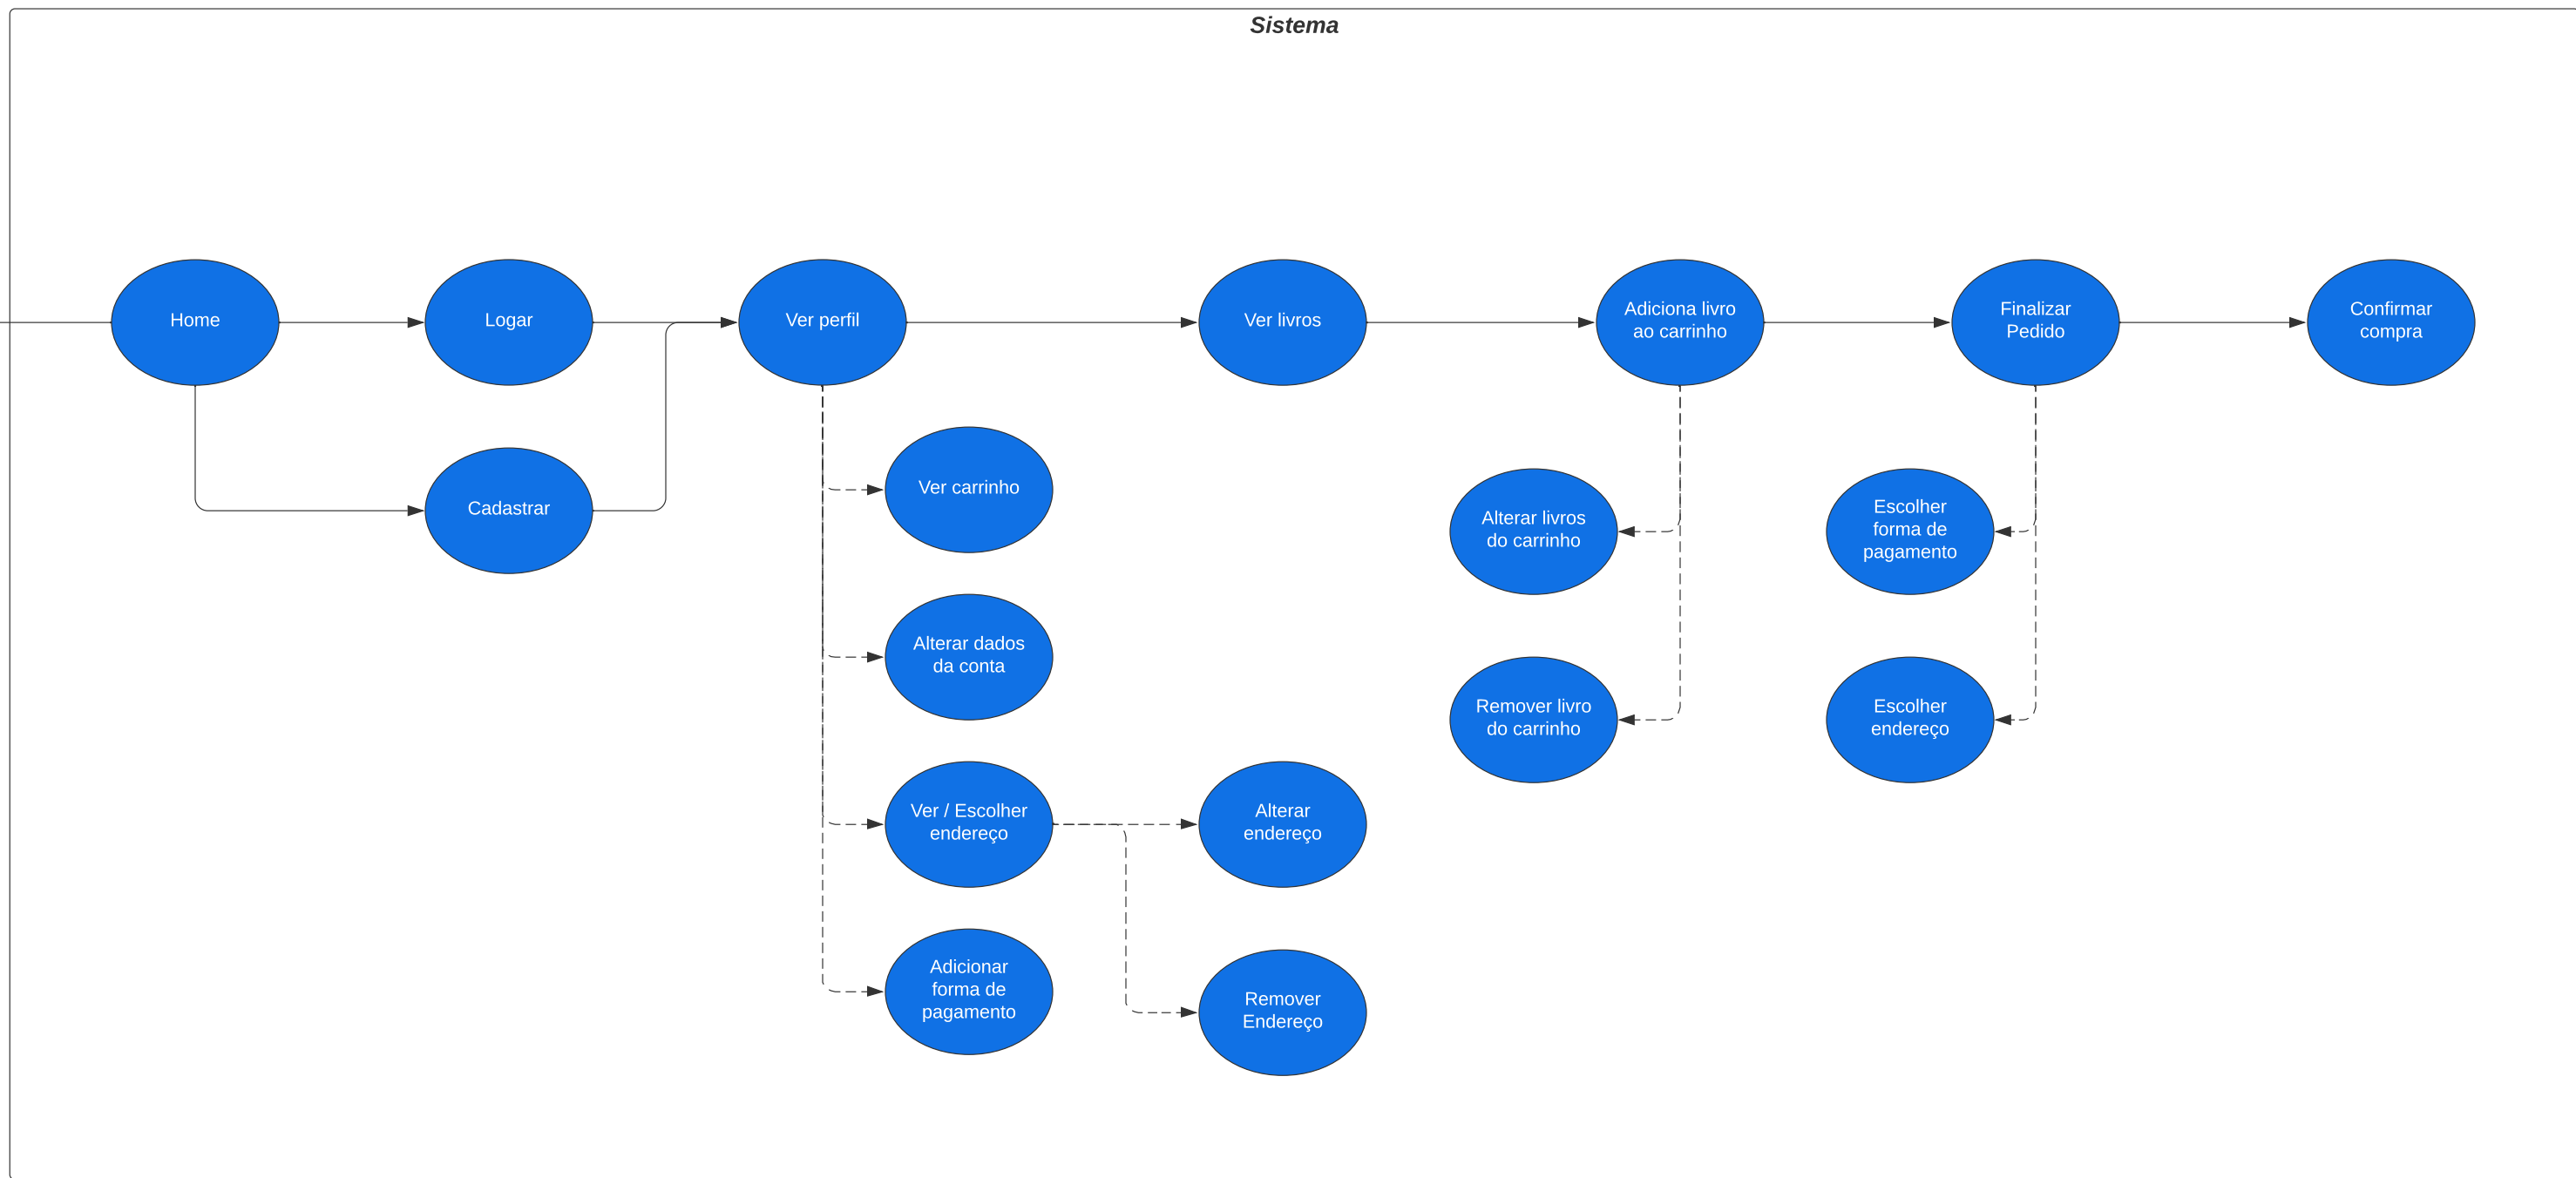 Sistema
Home
Logar
Ver perfil
Ver livros
Adiciona livro
ao carrinho
Finalizar
Pedido
Confirmar
compra
Cadastrar
Ver carrinho
Alterar livros
do carrinho
Escolher
forma de
pagamento
Alterar dados
da conta
Remover livro
do carrinho
Escolher
endereço
Ver / Escolher
endereço
Alterar
endereço
Adicionar
forma de
pagamento
Remover
Endereço